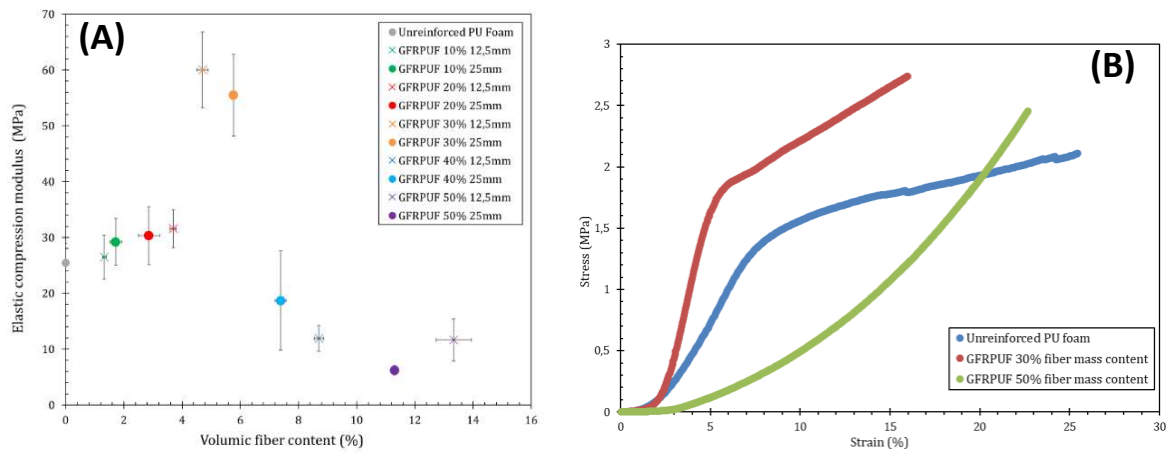 (A)
Elastic compression modulus (MPa)
70
60
50
40
30
20
10
0
0 2 4 6 8 10 12 14 16
Volumic fiber content (%)
Unreinforced PU Foam
GFRPUF 10% 12,5mm
GFRPUF 10% 25mm
GFRPUF 20% 12,5mm
GFRPUF 20% 25mm
GFRPUF 30% 12,5mm
GFRPUF 30% 25mm
GFRPUF 40% 12,5mm
GFRPUF 40% 25mm
GFRPUF 50% 12,5mm
GFRPUF 50% 25mm
(B)
Stress (MPa)
3
2,5
2
1,5
1
0,5
0
0 5 10 15 20 25 30
Strain (%)
Unreinforced PU foam
GFRPUF 30% fiber mass content
GFRPUF 50% fiber mass content